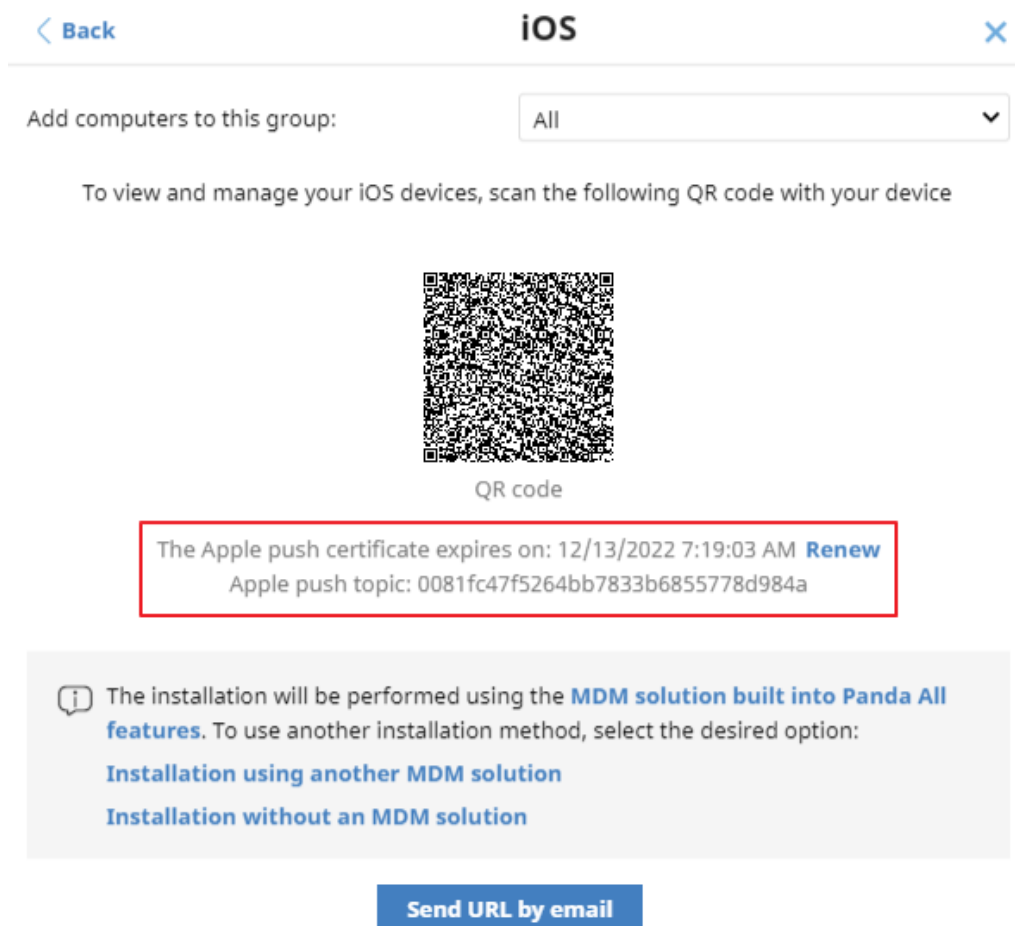 Back
iOS
Add computers to this group:
All
To view and manage your iOS devices, scan the following QR code with your device
QR code
The Apple push certificate expires on: 12/13/2022 7:19:03 AM Renew
Apple push topic: 0081fc47f5264bb7833b6855778d984a
The installation will be performed using the MDM solution built into Panda All
features. To use another installation method, select the desired option:
Installation using another MDM solution
Installation without an MDM solution
Send URL by email